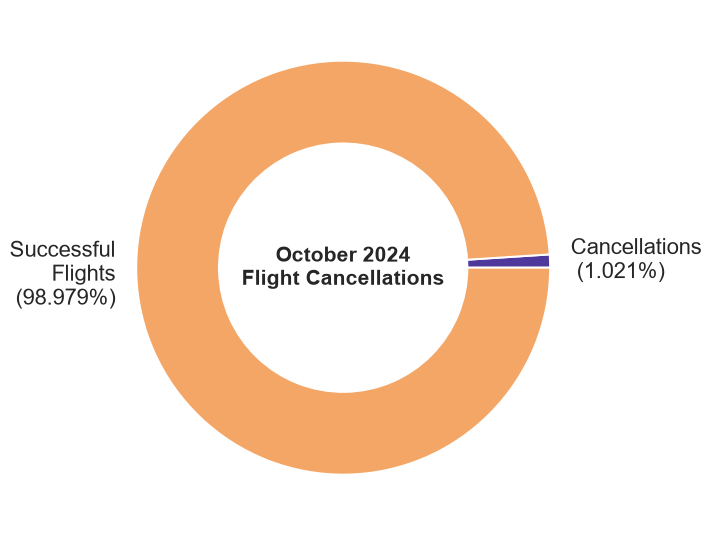 Successful
Flights
(98.979%)
October 2024
Flight Cancellations
Cancellations
(1.021%)